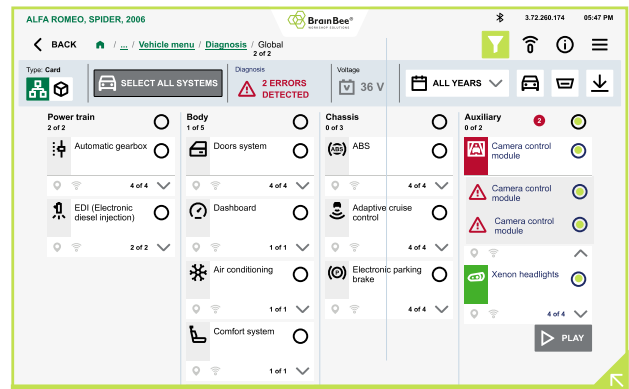 ALFA ROMEO, SPIDER, 2006
BrainBee®
WORKSHOP SOLUTIONS
3.72.260.174
05:47 PM
BACK
/ ... / Vehicle menu / Diagnosis / Global
2 of 2
Type: Card
SELECT ALL SYSTEMS
Diagnosis
2 ERRORS
DETECTED
Voltage
V
36 V
ALL YEARS
Power train
2 of 2
Automatic gearbox
4 of 4
EDI (Electronic
diesel injection)
2 of 2
Body
1 of 5
Doors system
4 of 4
Dashboard
1 of 1
Air conditioning
1 of 1
Comfort system
1 of 1
Chassis
0 of 3
ABS
ABS
4 of 4
Adaptive cruise
control
4 of 4
P
Electronic parking
brake
4 of 4
Auxiliary
0 of 2
2
Camera control
module
Camera control
module
Camera control
module
Xenon headlights
4 of 4
PLAY